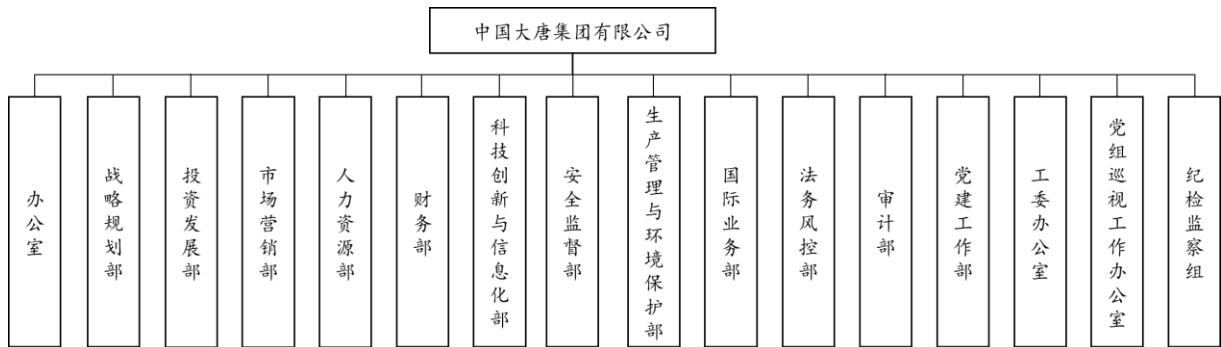 中国大唐集团有限公司
办公室
战略规划部
投资发展部
市场营销部
人力资源部
财务部
科技创新与信息化部
安全监督部
生产管理与环境保护部
国际业务部
法务风控部
审计部
党建工作部
工委办公室
党组巡视工作办公室
纪检监察组